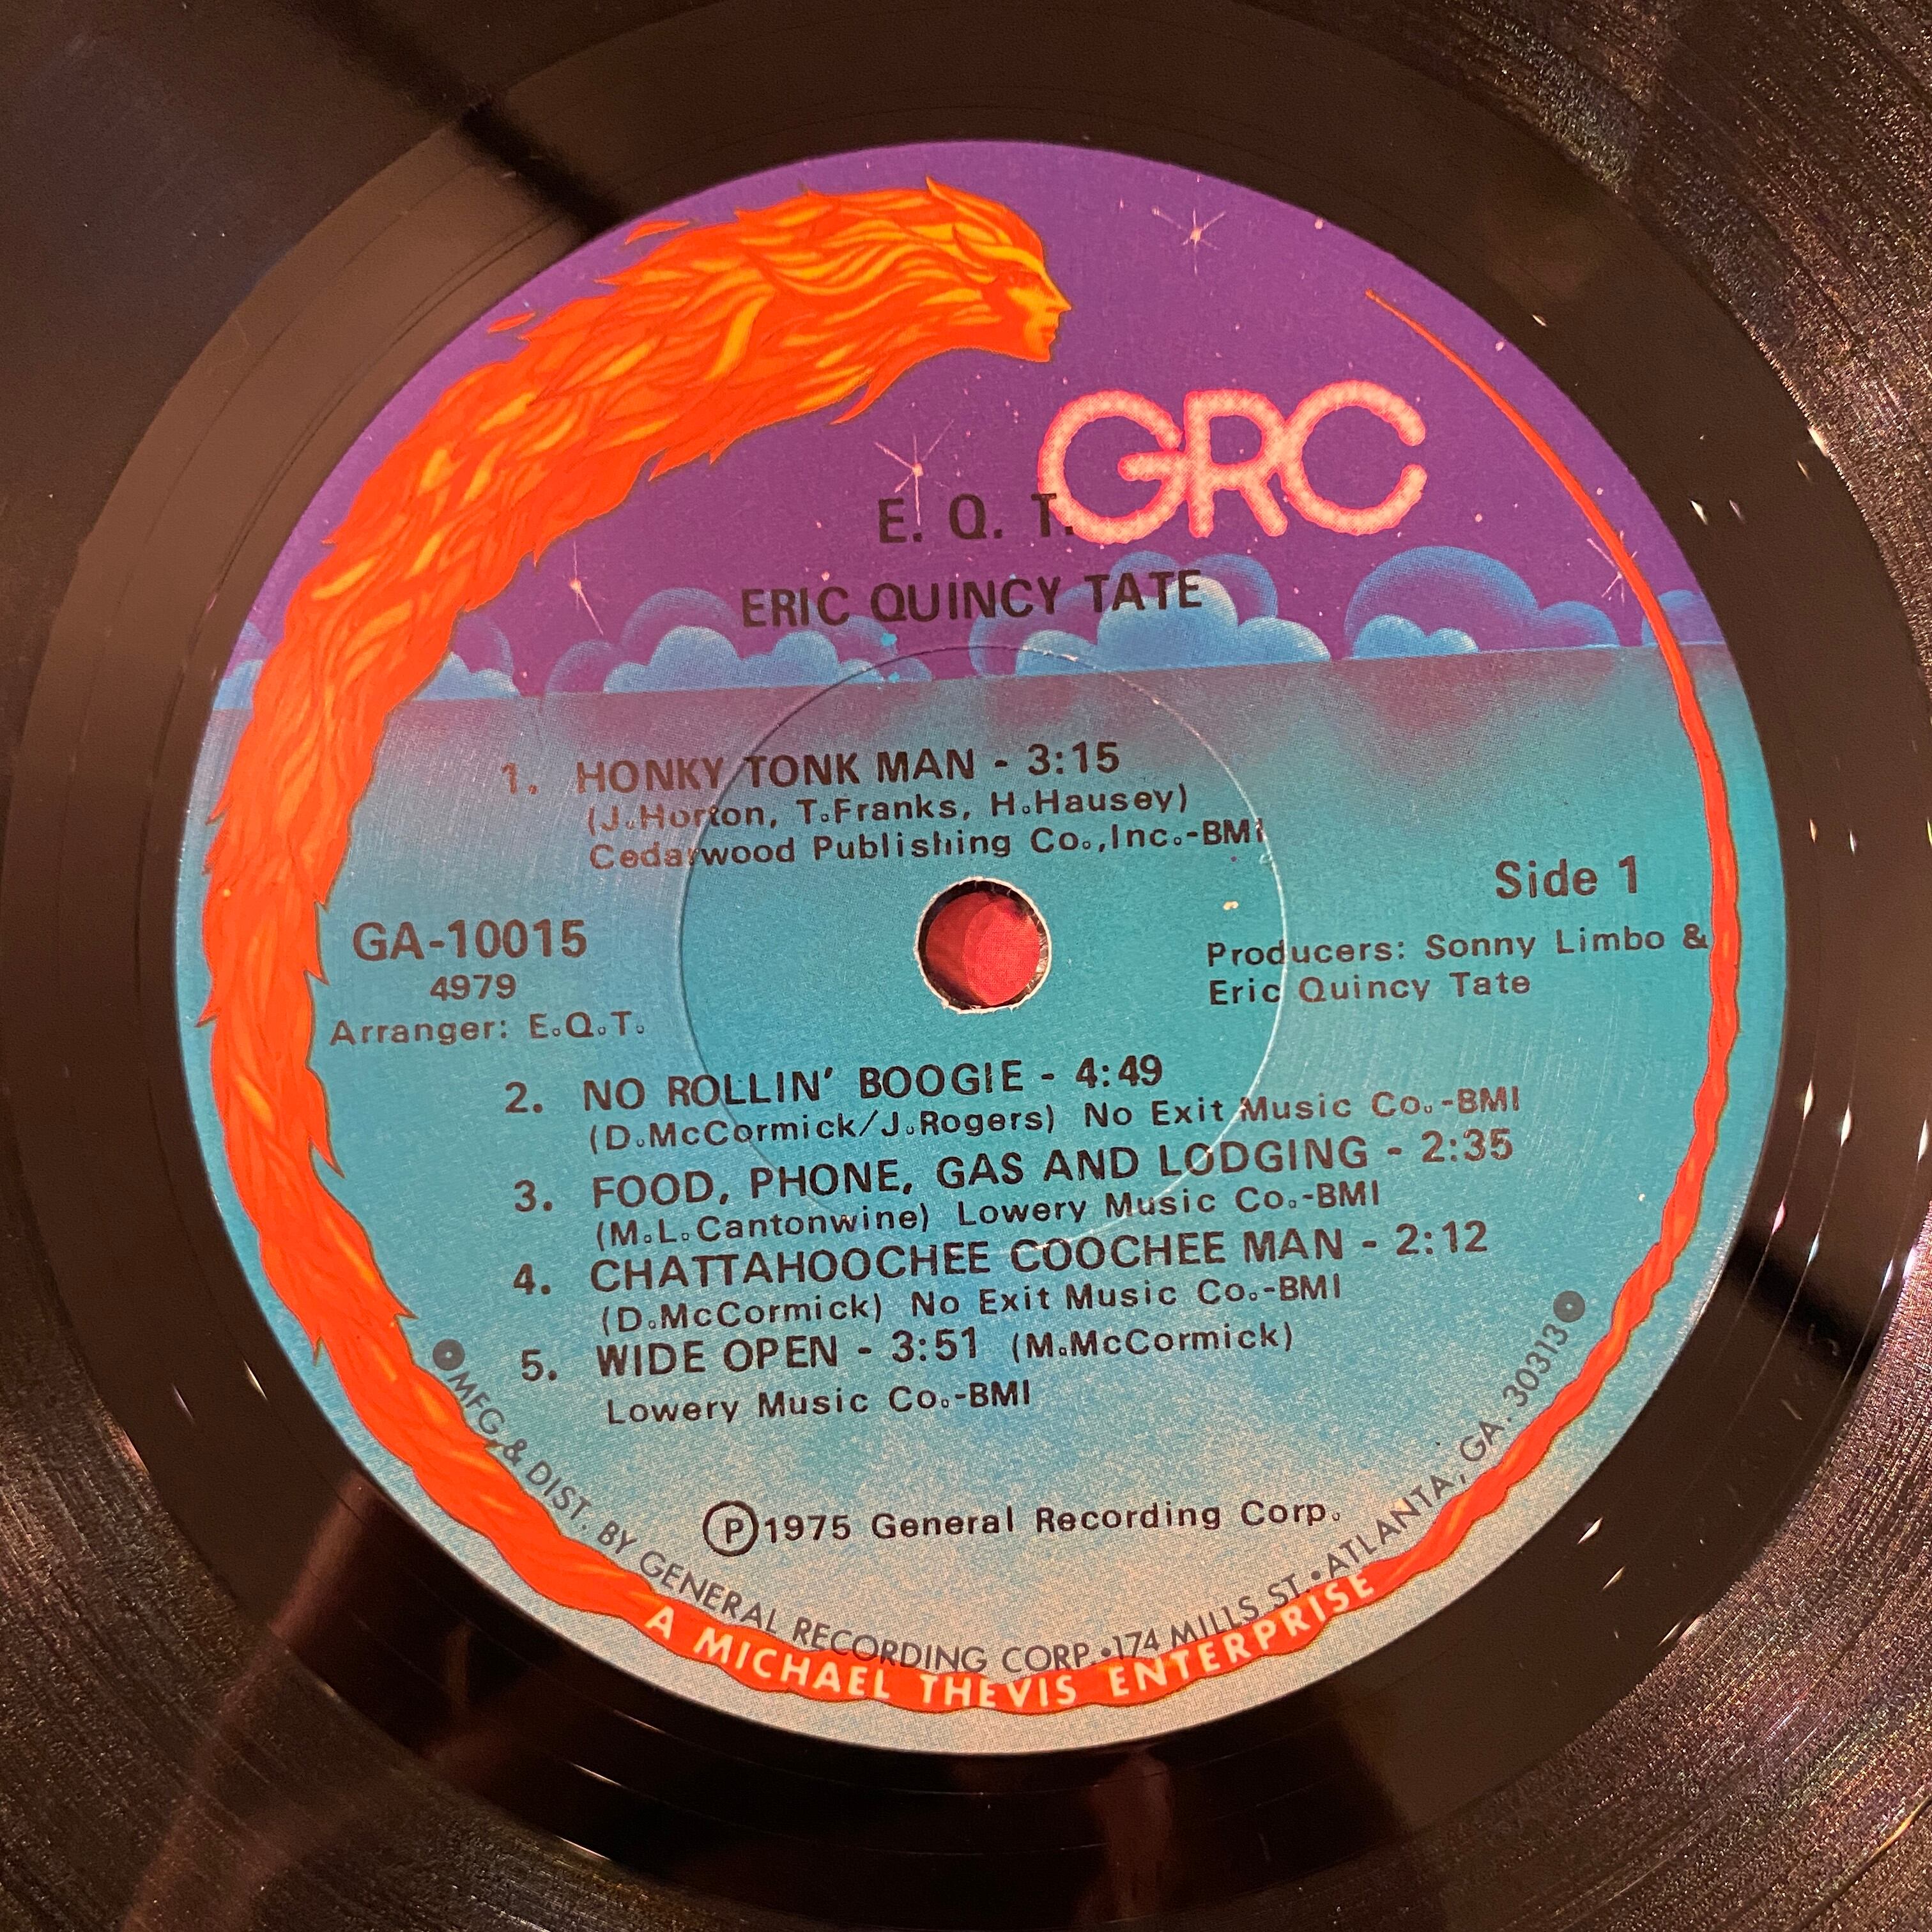 GRC
E. Q. T.
ERIC QUINCY TATE
1. HONKY TONK MAN - 3:15
(J.Horton, T.Franks, H.Hausey)
Cedarwood Publishing Co.,Inc.-BMI
Side 1
GA-10015
4979
Arranger: E.Q.T.
Producers: Sonny Limbo &
Eric Quincy Tate
2. NO ROLLIN' BOOGIE - 4:49
(D.McCormick/J.Rogers) No Exit Music Co.-BMI
3. FOOD, PHONE, GAS AND LODGING - 2:35
(M.L.Cantonwine) Lowery Music Co.-BMI
4. CHATTAHOOCHEE COOCHEE MAN - 2:12
(D.McCormick) No Exit Music Co.-BMI
5. WIDE OPEN - 3:51 (M.McCormick)
Lowery Music Co.-BMI
Ⓟ1975 General Recording Corp.
MFG. & DIST. BY GENERAL RECORDING CORP.•174 MILLS ST.•ATLANTA, GA. 30313
A MICHAEL THEVIS ENTERPRISE